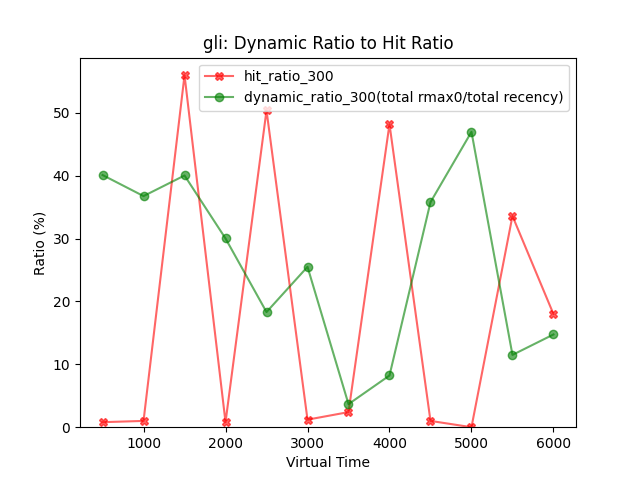 gli: Dynamic Ratio to Hit Ratio
hit_ratio_300
dynamic_ratio_300(total rmax0/total recency)
50
40
30
20
10
0
Ratio (%)
1000 2000 3000 4000 5000 6000
Virtual Time